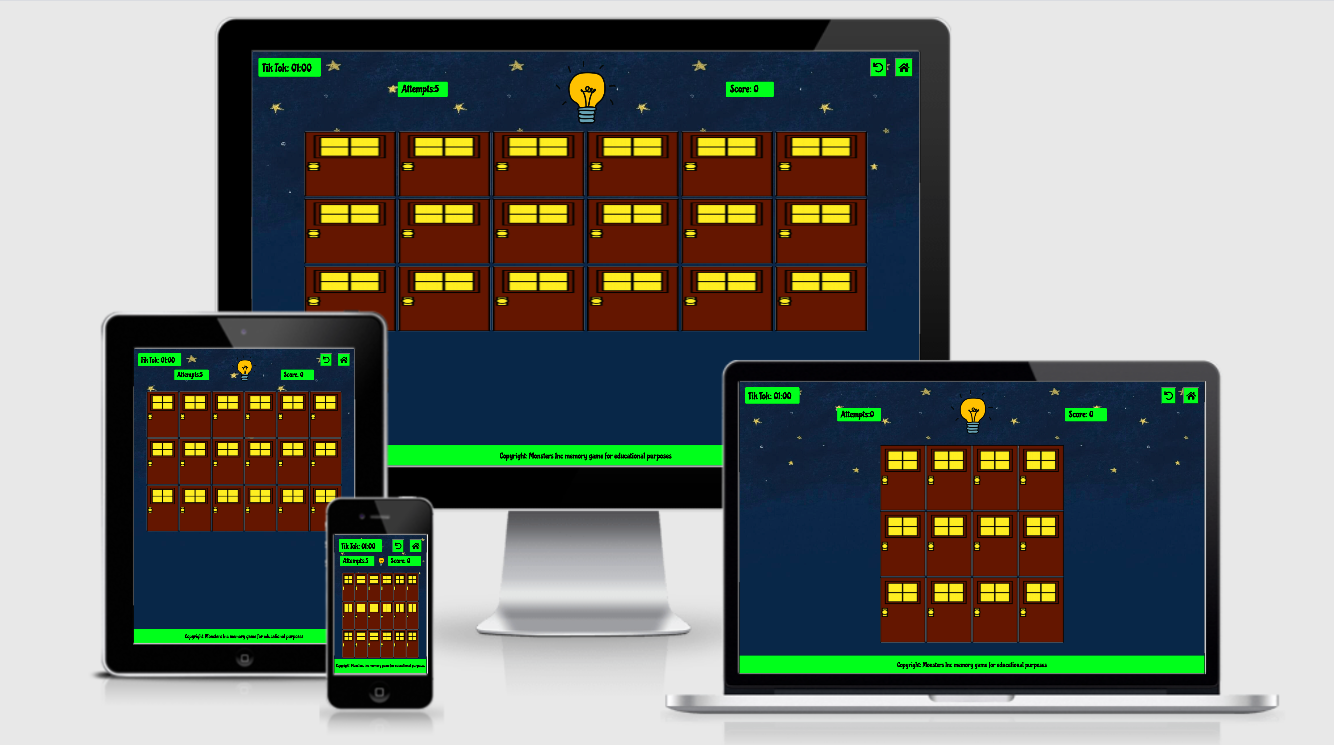 Tik Tok: 01:00
Attempts:5
Score: 0
Copyright: Monsters Inc memory game for educational purposes
Tik Tok: 01:00
Attempts:5
Score: 0
Copyright: Monsters Inc memory game for educational purposes
Tik Tok: 01:00
Attempts:5
Score: 0
Copyright: Monsters Inc memory game for educational purposes
Tik Tok: 01:00
Attempts:0
Score: 0
Copyright: Monsters Inc memory game for educational purposes